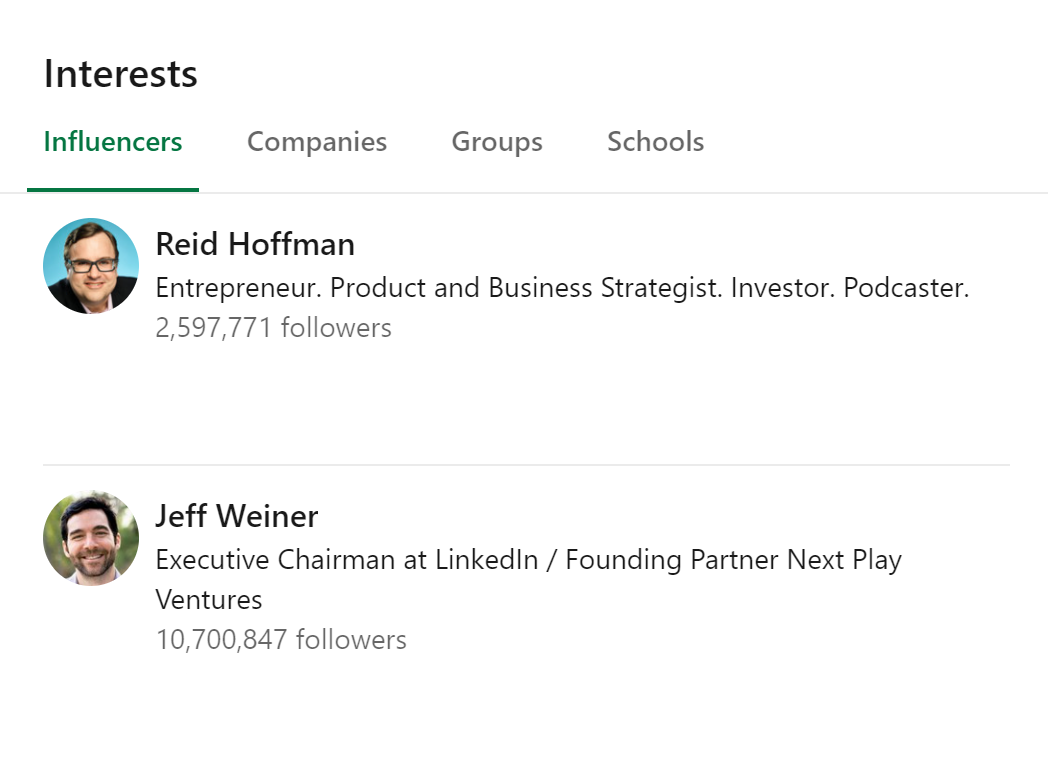 Interests
Influencers Companies Groups Schools
Reid Hoffman
Entrepreneur. Product and Business Strategist. Investor. Podcaster.
2,597,771 followers
Jeff Weiner
Executive Chairman at LinkedIn / Founding Partner Next Play
Ventures
10,700,847 followers